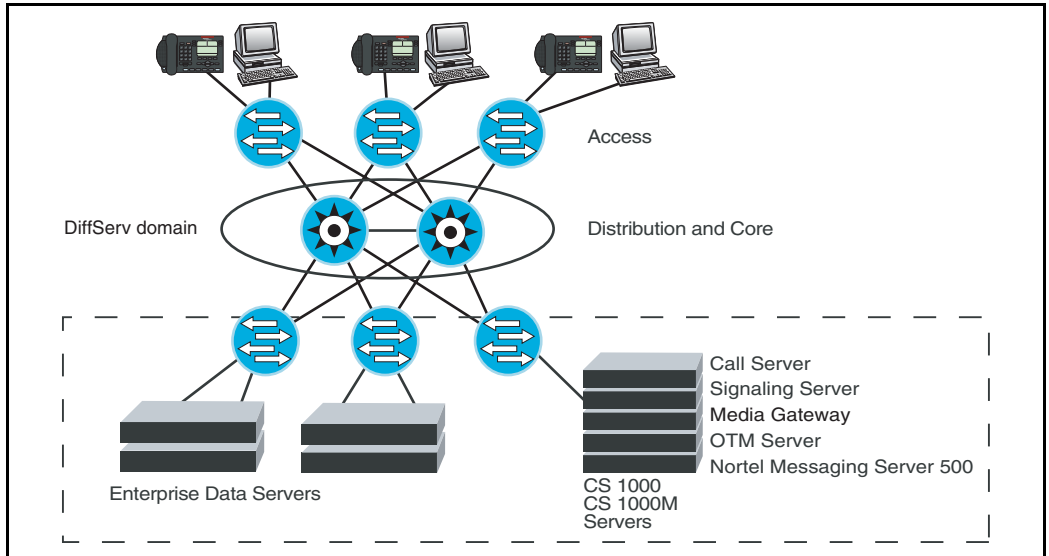 Access
DiffServ domain
Distribution and Core
Call Server
Signaling Server
Media Gateway
OTM Server
Nortel Messaging Server 500
Enterprise Data Servers
CS 1000
CS 1000M
Servers